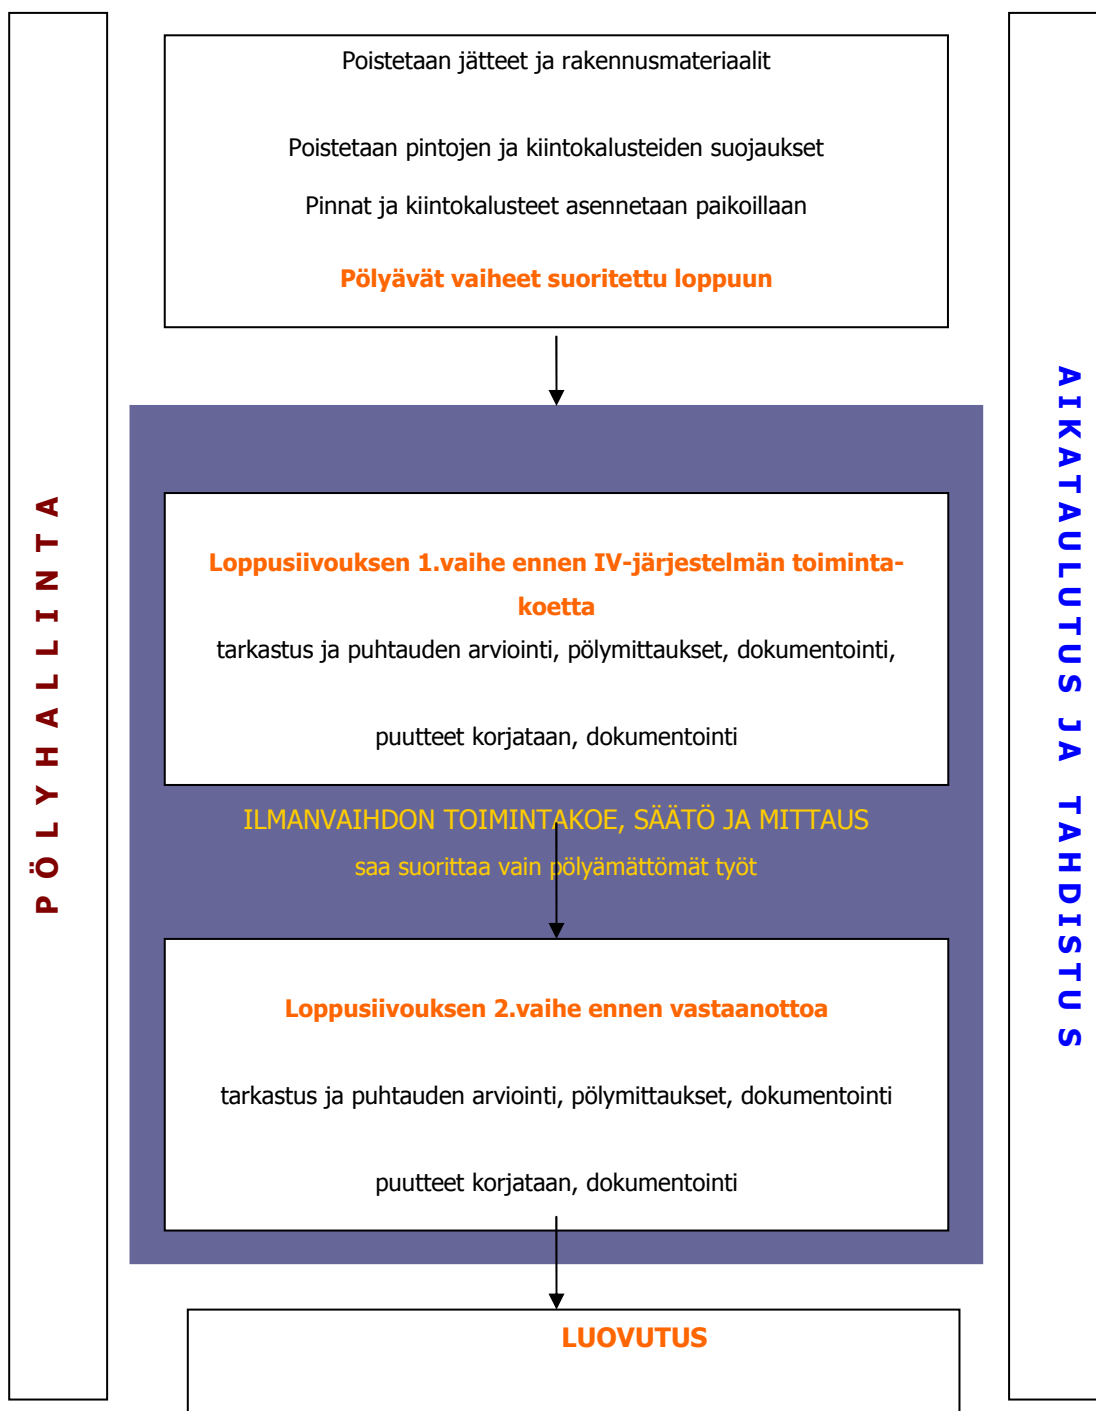 PÖLYHALLINTA
Poistetaan jätteet ja rakennusmateriaalit
Poistetaan pintojen ja kiintokalusteiden suojaukset
Pinnat ja kiintokalusteet asennetaan paikoillaan
Pölyävät vaiheet suoritettu loppuun
Loppusiivouksen 1.vaihe ennen IV-järjestelmän toiminta-
koetta
tarkastus ja puhtauden arviointi, pölymittaukset, dokumentointi,
puutteet korjataan, dokumentointi
ILMANVAIHDON TOIMINTAKOE, SÄÄTÖ JA MITTAUS
saa suorittaa vain pölyämättömät työt
Loppusiivouksen 2.vaihe ennen vastaanottoa
tarkastus ja puhtauden arviointi, pölymittaukset, dokumentointi
puutteet korjataan, dokumentointi
LUOVUTUS
AIKATAULUTUS JA TAHDISTUS